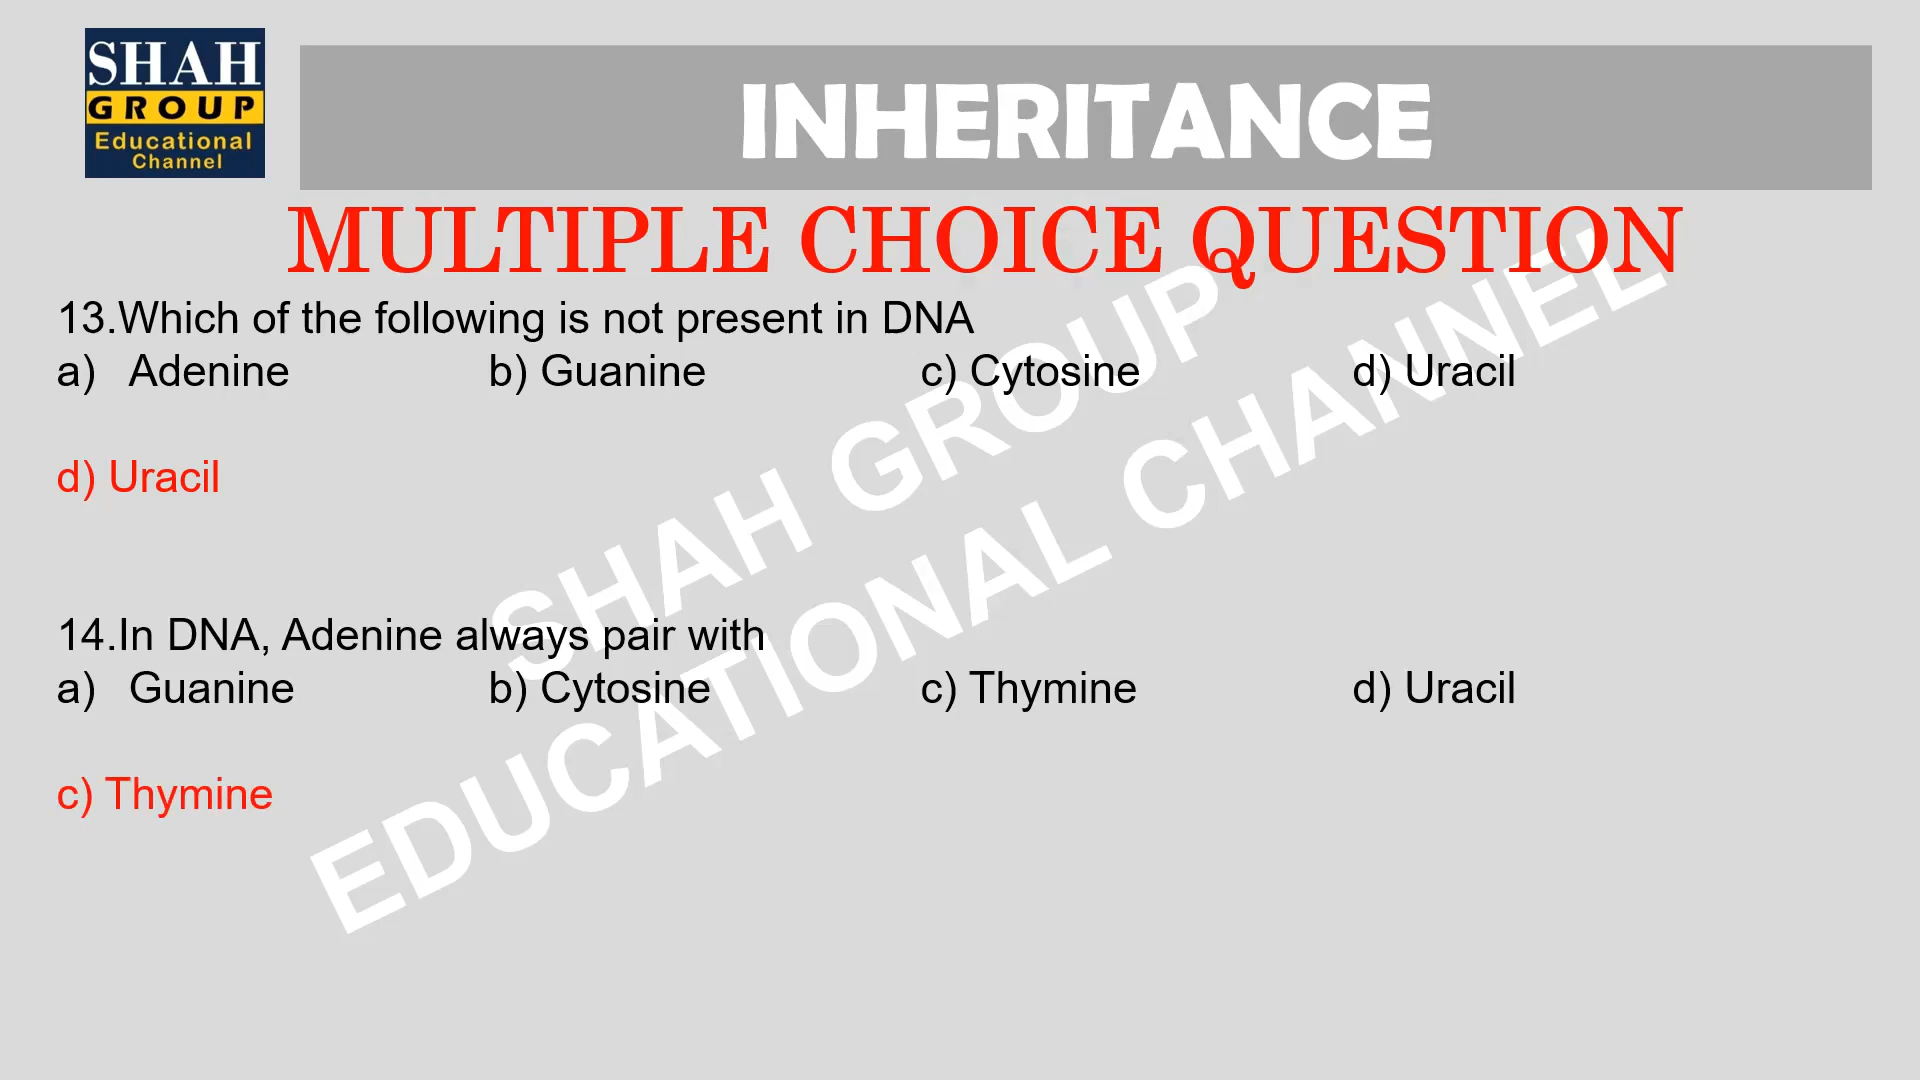 SHAH
GROUP
Educational
Channel
INHERITANCE
MULTIPLE CHOICE QUESTION
13.Which of the following is not present in DNA
a) Adenine b) Guanine c) Cytosine d) Uracil
d) Uracil
14.In DNA, Adenine always pair with
a) Guanine b) Cytosine c) Thymine d) Uracil
c) Thymine
SHAH GROUP
EDUCATIONAL CHANNEL